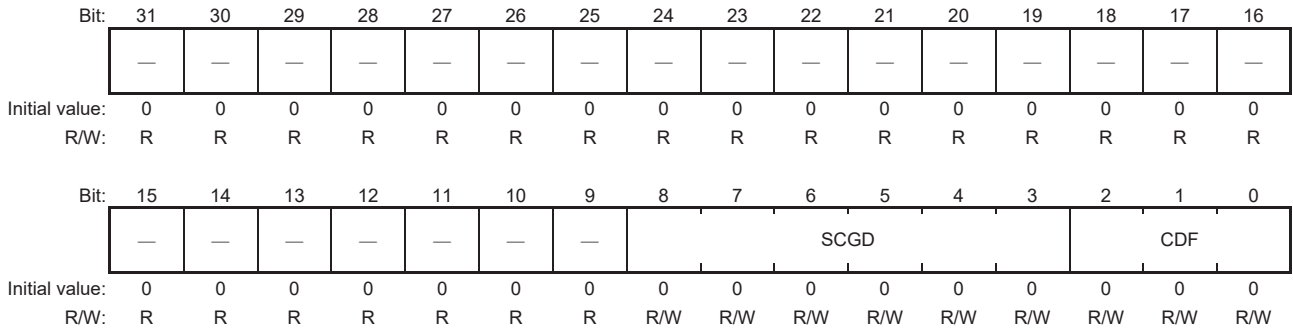 Bit: 31 30 29 28 27 26 25 24 23 22 21 20 19 18 17 16
— — — — — — — — — — — — — — — —
Initial value: 0 0 0 0 0 0 0 0 0 0 0 0 0 0 0 0
R/W: R R R R R R R R R R R R R R R R
Bit: 15 14 13 12 11 10 9 8 7 6 5 4 3 2 1 0
— — — — — — — SCGD CDF
Initial value: 0 0 0 0 0 0 0 0 0 0 0 0 0 0 0 0
R/W: R R R R R R R R/W R/W R/W R/W R/W R/W R/W R/W R/W